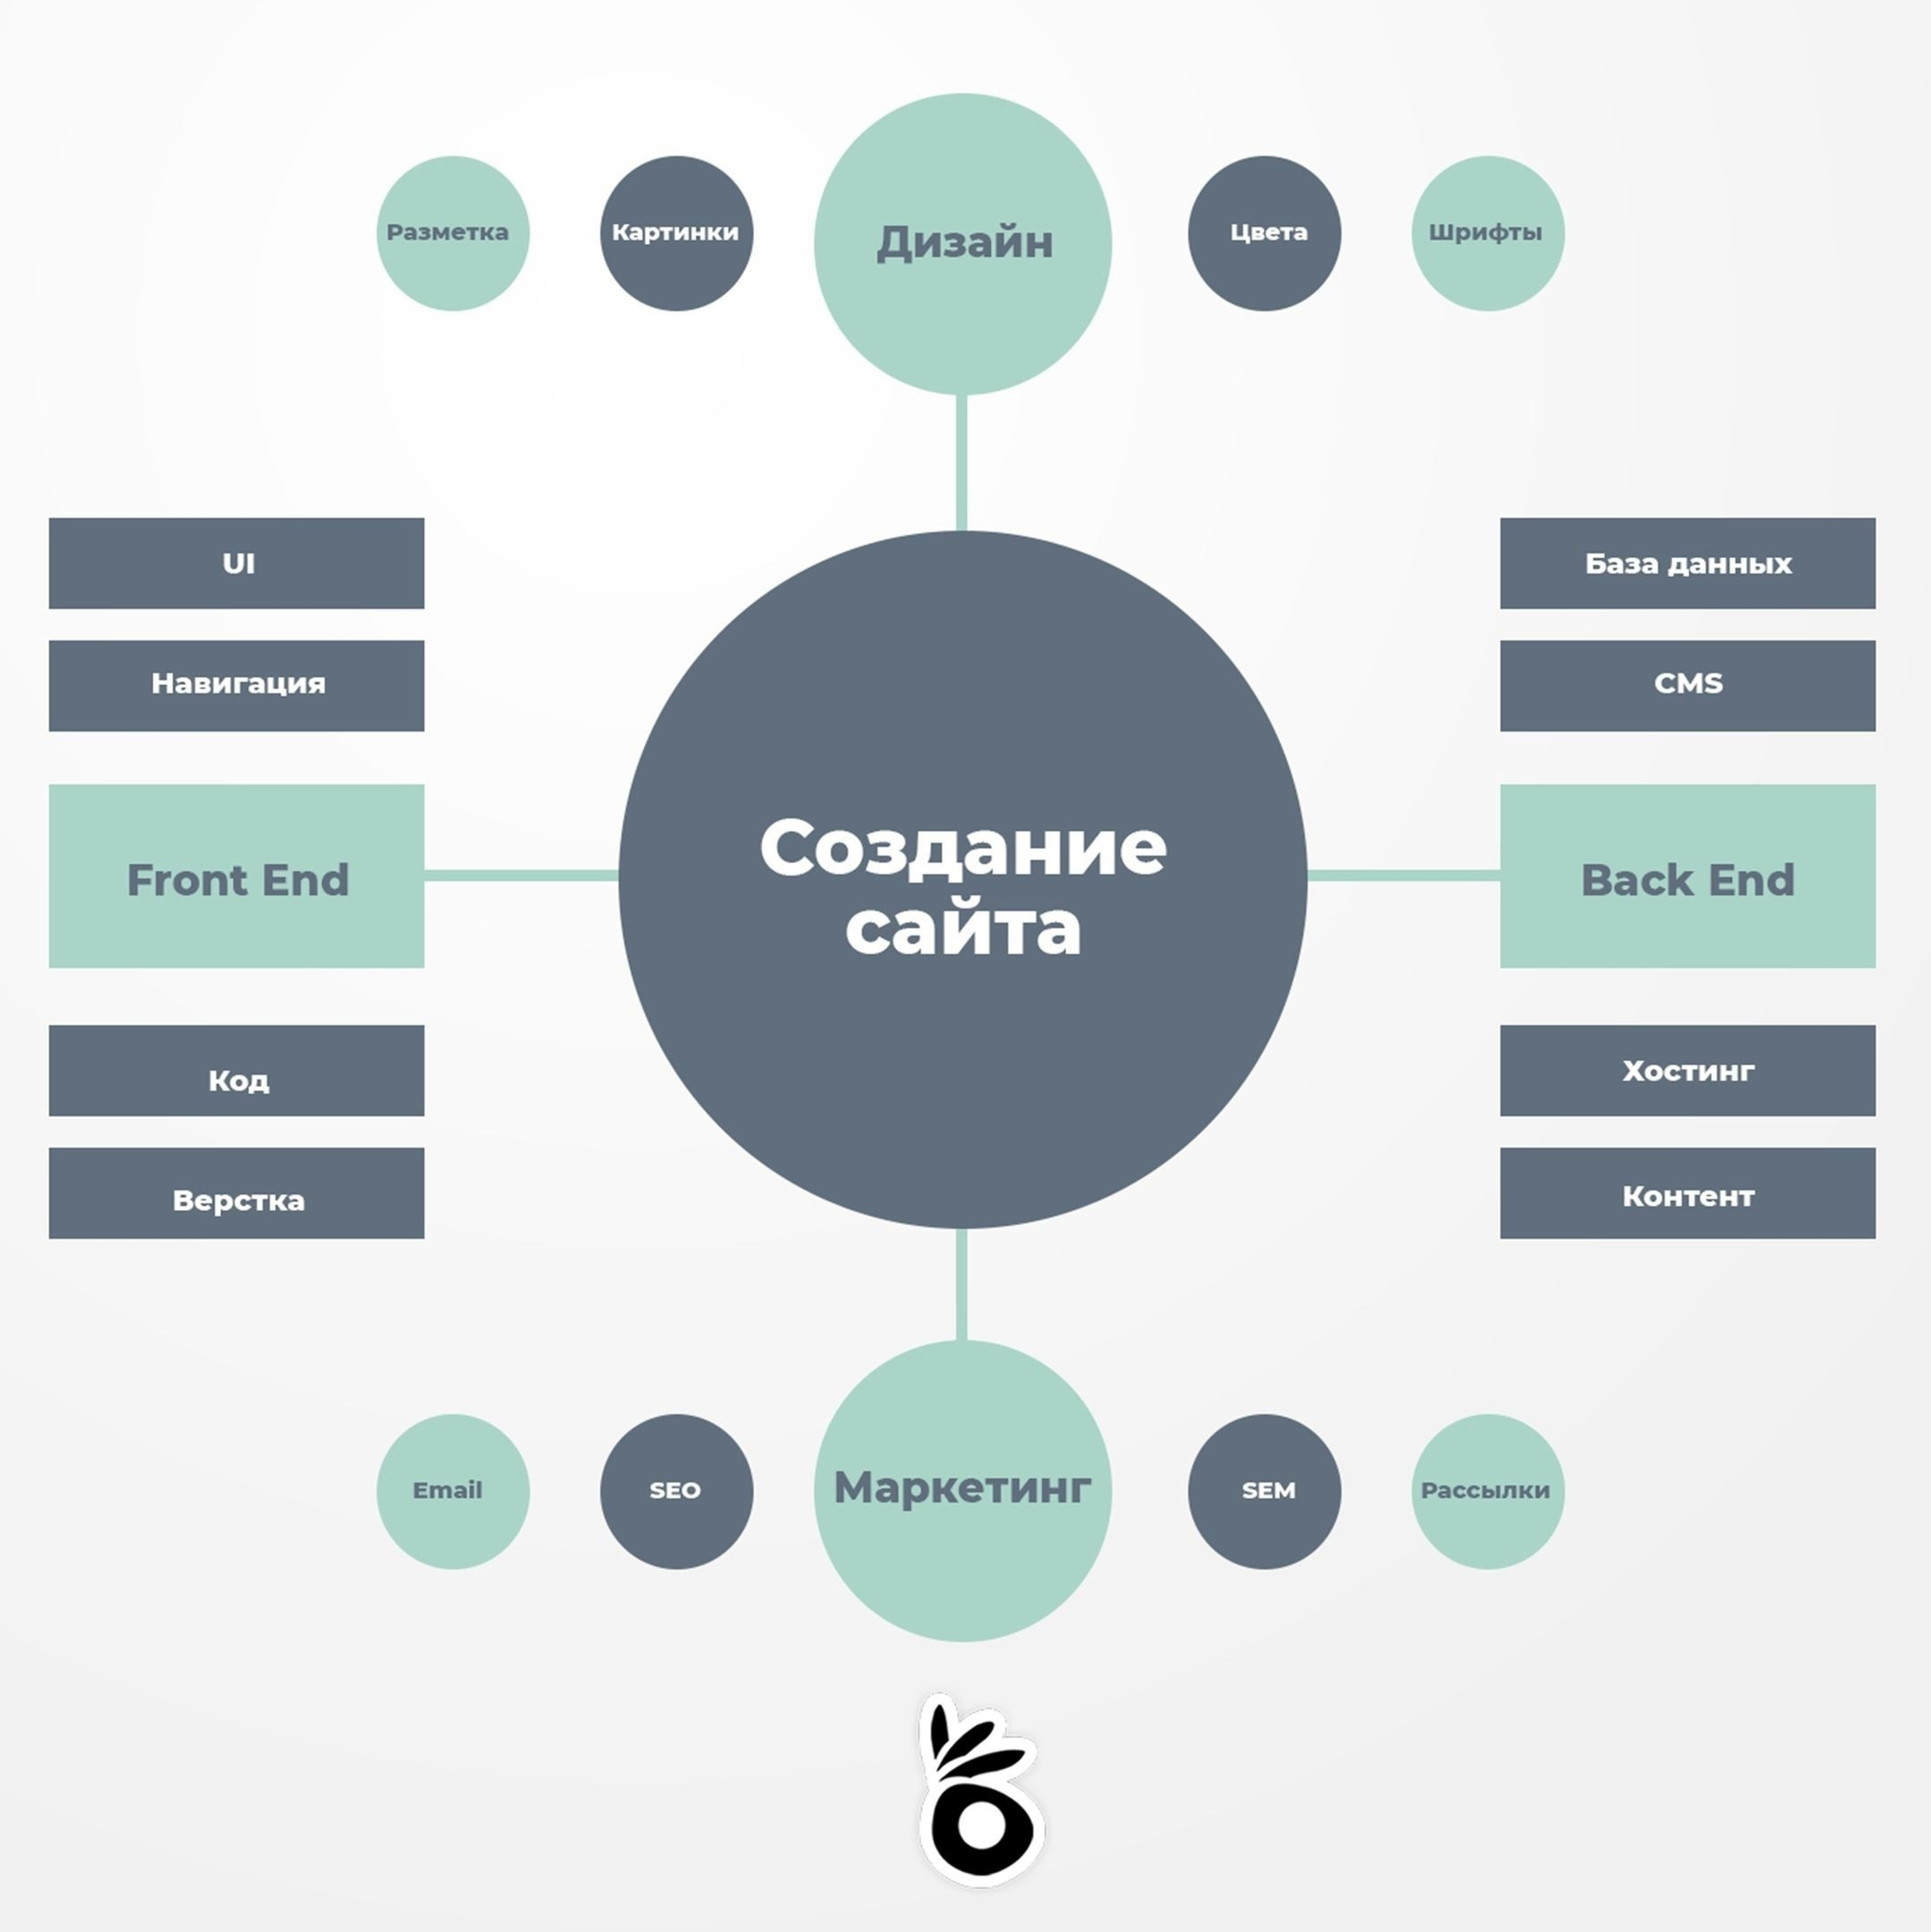 Разметка
Картинки
Дизайн
Цвета
Шрифты
UI
Навигация
Front End
Код
Верстка
Создание
сайта
База данных
CMS
Back End
Хостинг
Контент
Email
SEO
Маркетинг
SEM
Рассылки